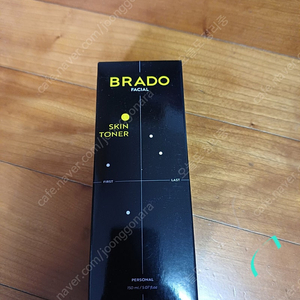 BRADO
FACIAL
SKIN
TONER
FIRST
LAST
PERSONAL
cafe.naver.com/joonggonara